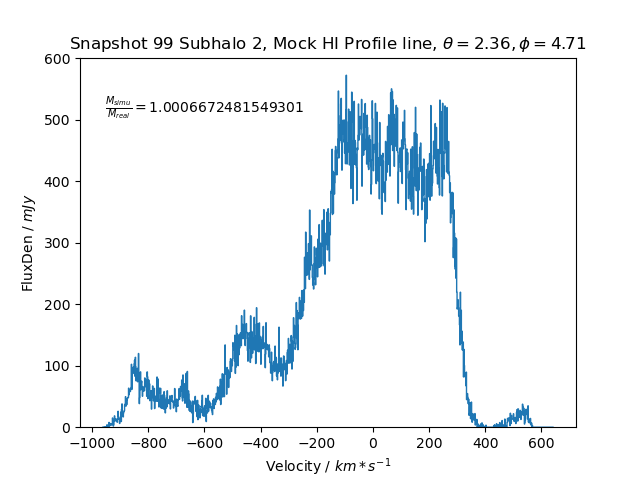 Snapshot 99 Subhalo 2, Mock HI Profile line, θ = 2.36, ϕ = 4.71
M_simu/M_real = 1.0006672481549301
FluxDen / mJy
600
500
400
300
200
100
0
−1000 −800 −600 −400 −200 0 200 400 600
Velocity / km * s⁻¹